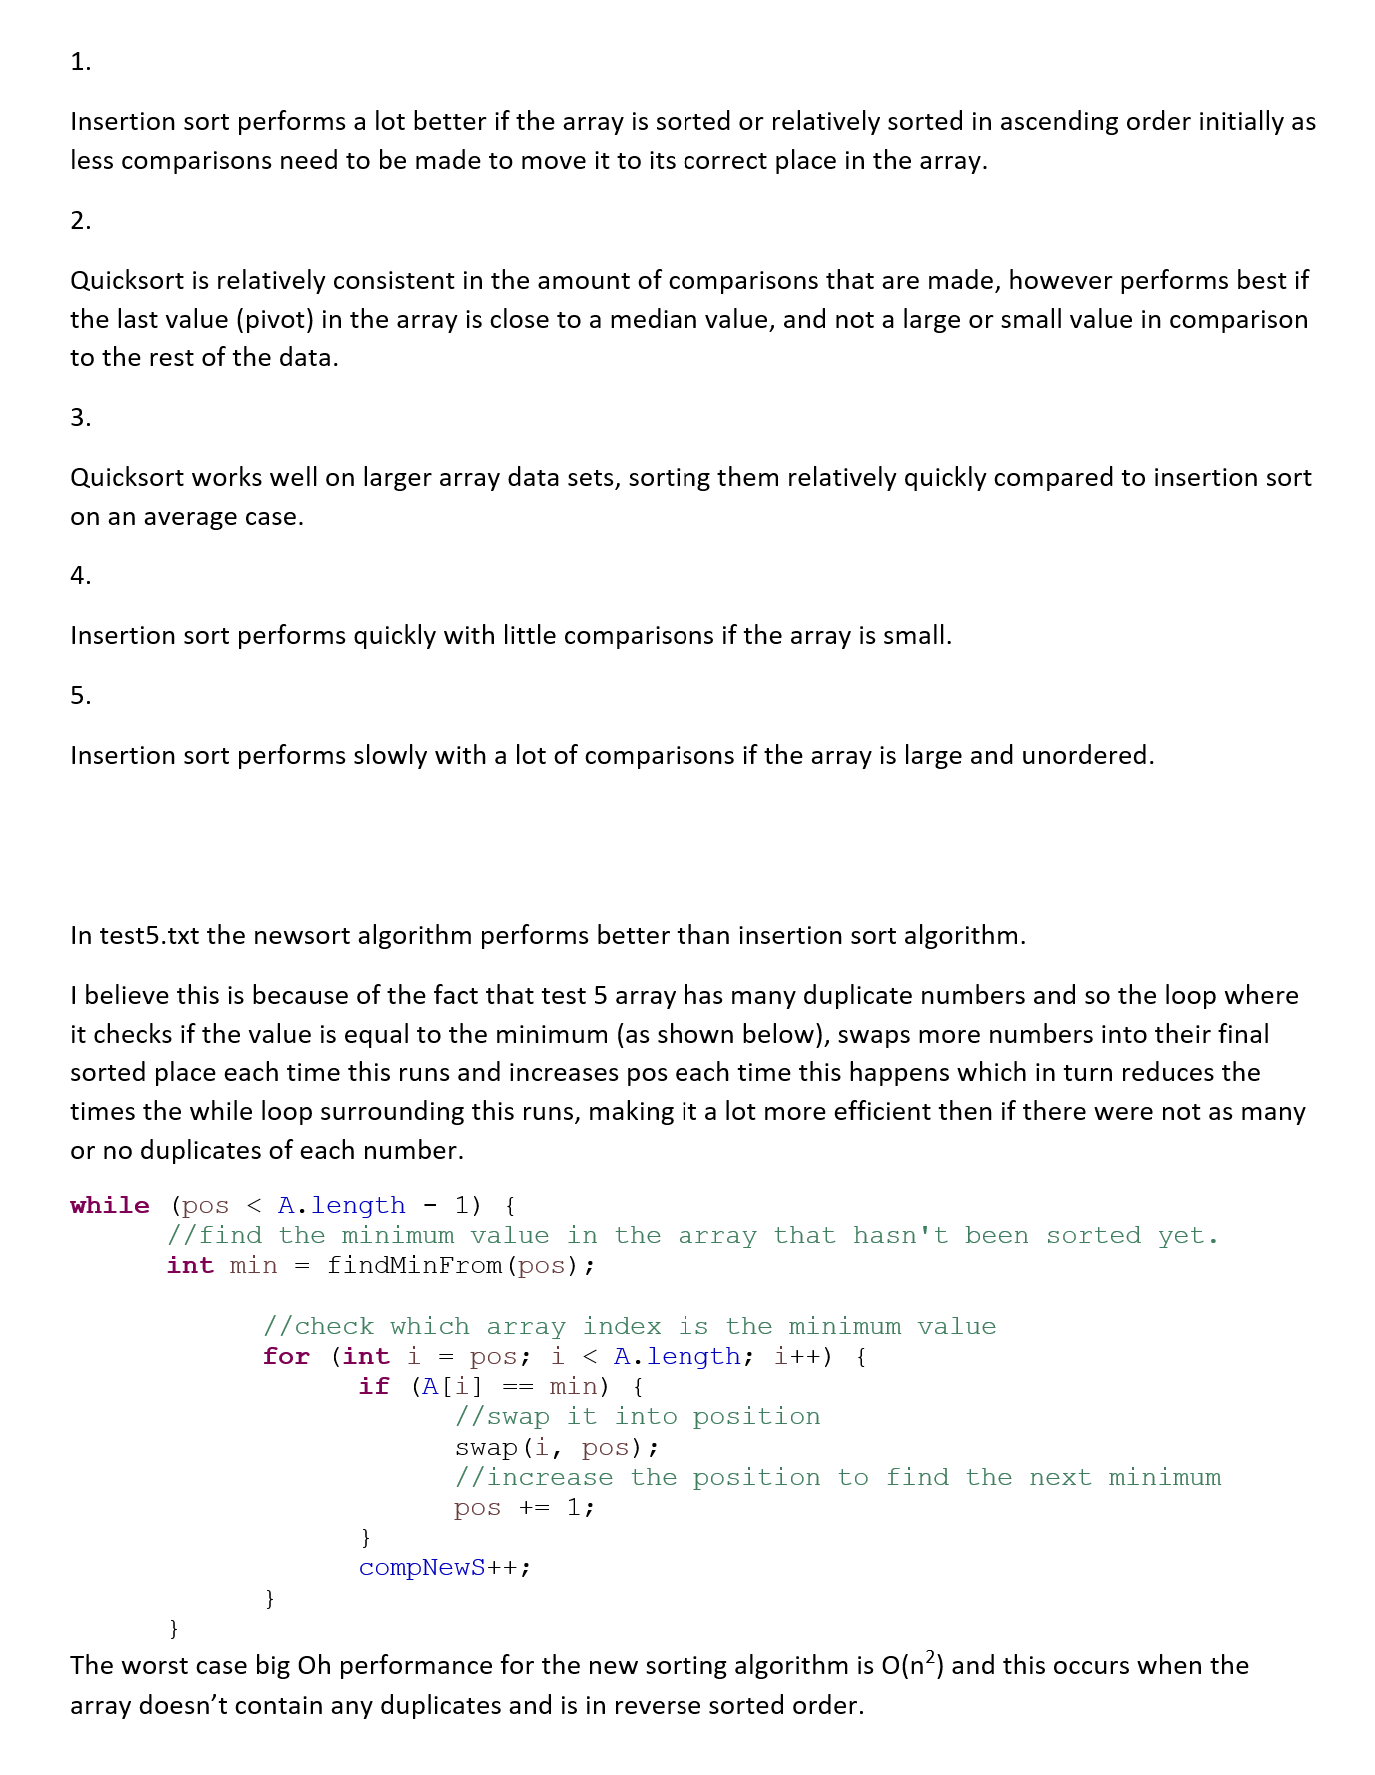 1.
Insertion sort performs a lot better if the array is sorted or relatively sorted in ascending order initially as
less comparisons need to be made to move it to its correct place in the array.
2.
Quicksort is relatively consistent in the amount of comparisons that are made, however performs best if
the last value (pivot) in the array is close to a median value, and not a large or small value in comparison
to the rest of the data.
3.
Quicksort works well on larger array data sets, sorting them relatively quickly compared to insertion sort
on an average case.
4.
Insertion sort performs quickly with little comparisons if the array is small.
5.
Insertion sort performs slowly with a lot of comparisons if the array is large and unordered.
In test5.txt the newsort algorithm performs better than insertion sort algorithm.
I believe this is because of the fact that test 5 array has many duplicate numbers and so the loop where
it checks if the value is equal to the minimum (as shown below), swaps more numbers into their final
sorted place each time this runs and increases pos each time this happens which in turn reduces the
times the while loop surrounding this runs, making it a lot more efficient then if there were not as many
or no duplicates of each number.
while (pos < A.length - 1) {
//find the minimum value in the array that hasn't been sorted yet.
int min = findMinFrom(pos);
//check which array index is the minimum value
for (int i = pos; i < A.length; i++) {
if (A[i] == min) {
//swap it into position
swap(i, pos);
//increase the position to find the next minimum
pos += 1;
}
compNewS++;
}
}
The worst case big Oh performance for the new sorting algorithm is O(n²) and this occurs when the
array doesn’t contain any duplicates and is in reverse sorted order.